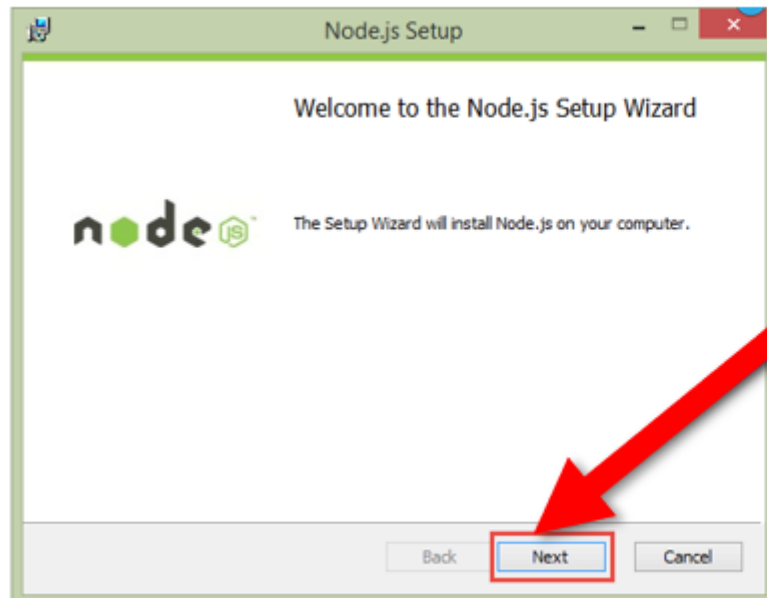 Node.js Setup
Welcome to the Node.js Setup Wizard
node JS
The Setup Wizard will install Node.js on your computer.
Back Next Cancel